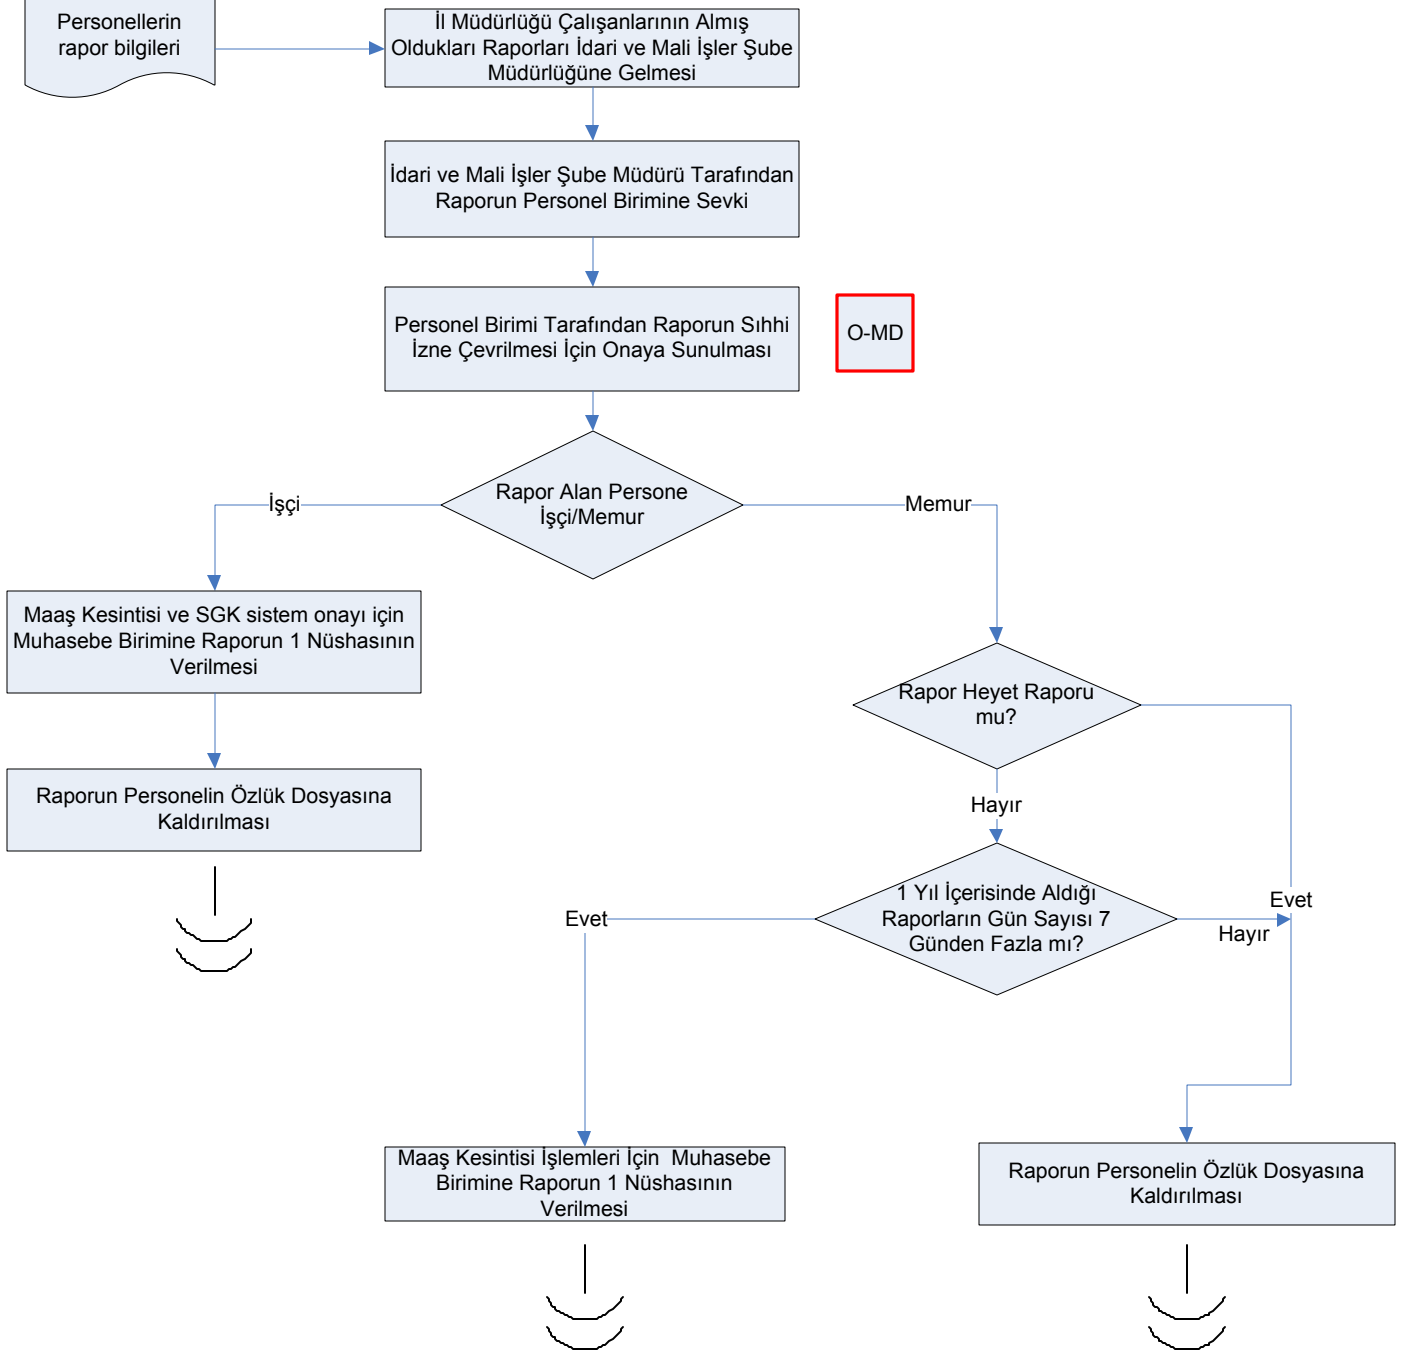 Personellerin
rapor bilgileri
İl Müdürlüğü Çalışanlarının Almış
Oldukları Raporları İdari ve Mali İşler Şube
Müdürlüğüne Gelmesi
İdari ve Mali İşler Şube Müdürü Tarafından
Raporun Personel Birimine Sevki
Personel Birimi Tarafından Raporun Sıhhi
İzne Çevrilmesi İçin Onaya Sunulması
O-MD
Rapor Alan Persone
İşçi/Memur
İşçi
Memur
Maaş Kesintisi ve SGK sistem onayı için
Muhasebe Birimine Raporun 1 Nüshasının
Verilmesi
Rapor Heyet Raporu
mu?
Raporun Personelin Özlük Dosyasına
Kaldırılması
Hayır
1 Yıl İçerisinde Aldığı
Raporların Gün Sayısı 7
Günden Fazla mı?
Evet
Evet
Hayır
Maaş Kesintisi İşlemleri İçin  Muhasebe
Birimine Raporun 1 Nüshasının
Verilmesi
Raporun Personelin Özlük Dosyasına
Kaldırılması